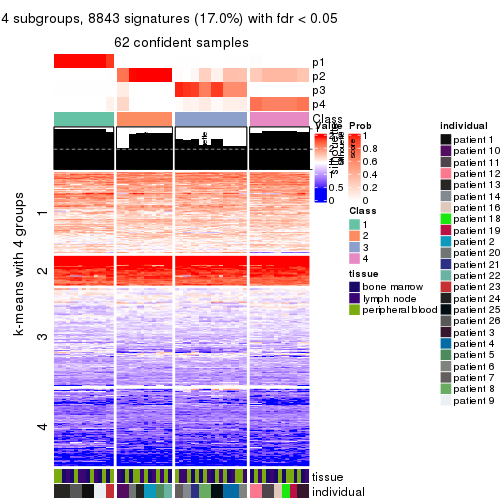 4 subgroups, 8843 signatures (17.0%) with fdr < 0.05
62 confident samples
p1
p2
p3
p4
Class
k-means with 4 groups
1
2
3
4
tissue
individual
Value
2
1
0.5
0
Prob
1
0.8
0.6
0.4
0.2
0
Class
1
2
3
4
tissue
bone marrow
lymph node
peripheral blood
individual
patient 1
patient 10
patient 11
patient 12
patient 13
patient 14
patient 16
patient 18
patient 19
patient 2
patient 20
patient 21
patient 22
patient 23
patient 24
patient 25
patient 26
patient 3
patient 4
patient 5
patient 6
patient 7
patient 8
patient 9